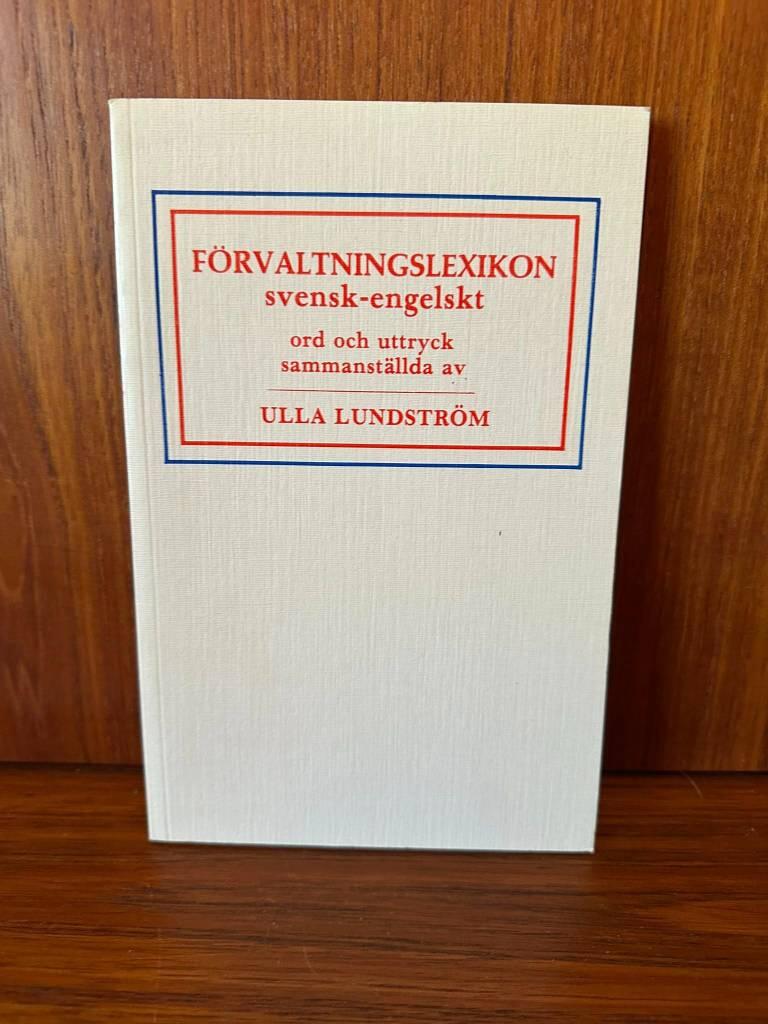 FÖRVALTNINGSLEXIKON
svensk-engelskt
ord och uttryck
sammanställda av
ULLA LUNDSTRÖM